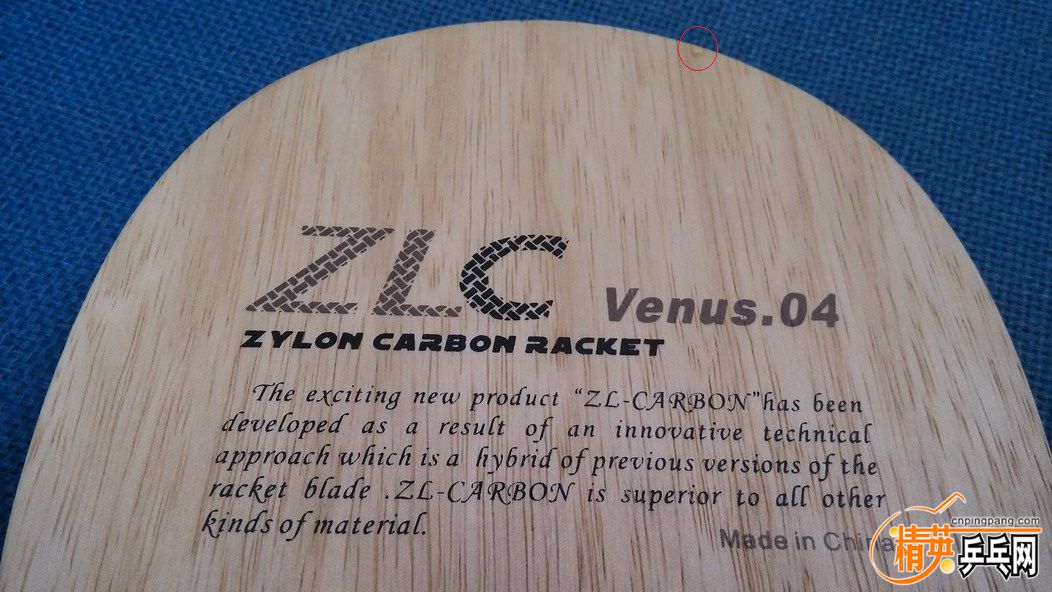 ZLC Venus.04
ZYLON CARBON RACKET
The exciting new product “ZL-CARBON”has been
developed as a result of an innovative technical
approach which is a hybrid of previous versions of the
racket blade .ZL-CARBON is superior to all other
kinds of material.
Made in China
cnpingpang.com
精英乒乓网